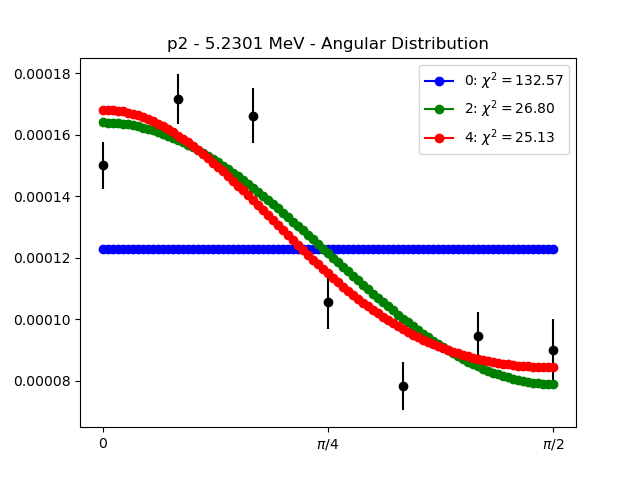 p2 - 5.2301 MeV - Angular Distribution
0.00018
0.00016
0.00014
0.00012
0.00010
0.00008
0
π/4
π/2
0: χ² = 132.57
2: χ² = 26.80
4: χ² = 25.13